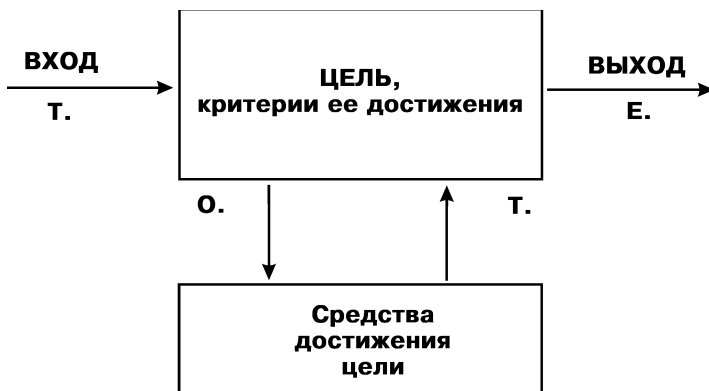 ВХОД
Т.
ЦЕЛЬ,
критерии ее достижения
ВЫХОД
Е.
О.
Т.
Средства
достижения
цели